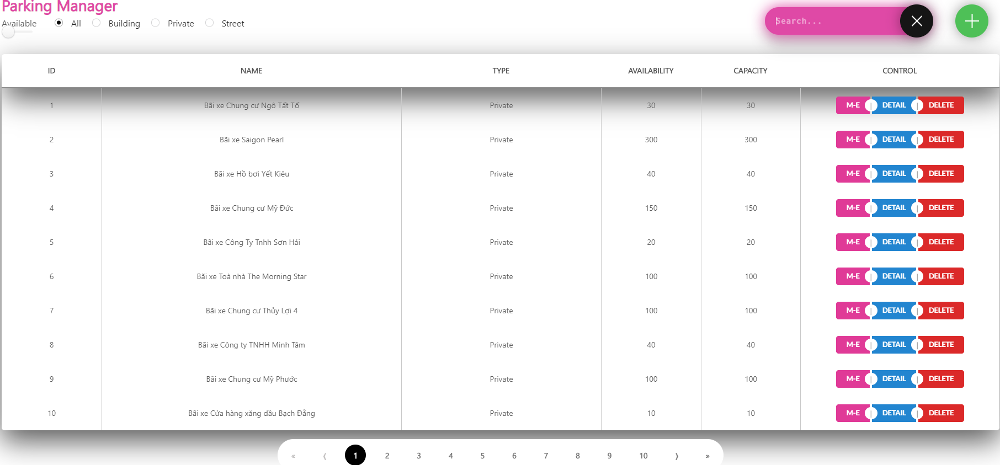 Parking Manager
Available All Building Private Street
Search...
ID NAME TYPE AVAILABILITY CAPACITY CONTROL
1 Bãi xe Chung cư Ngô Tất Tố Private 30 30 M-E | DETAIL | DELETE
2 Bãi xe Saigon Pearl Private 300 300 M-E | DETAIL | DELETE
3 Bãi xe Hồ bơi Yết Kiêu Private 40 40 M-E | DETAIL | DELETE
4 Bãi xe Chung cư Mỹ Đức Private 150 150 M-E | DETAIL | DELETE
5 Bãi xe Công Ty Tnhh Sơn Hải Private 20 20 M-E | DETAIL | DELETE
6 Bãi xe Toà nhà The Morning Star Private 100 100 M-E | DETAIL | DELETE
7 Bãi xe Chung cư Thủy Lợi 4 Private 100 100 M-E | DETAIL | DELETE
8 Bãi xe Công ty TNHH Minh Tâm Private 40 40 M-E | DETAIL | DELETE
9 Bãi xe Chung cư Mỹ Phước Private 100 100 M-E | DETAIL | DELETE
10 Bãi xe Cửa hàng xăng dầu Bạch Đằng Private 10 10 M-E | DETAIL | DELETE
« ⟨ 1 2 3 4 5 6 7 8 9 10 ⟩ »